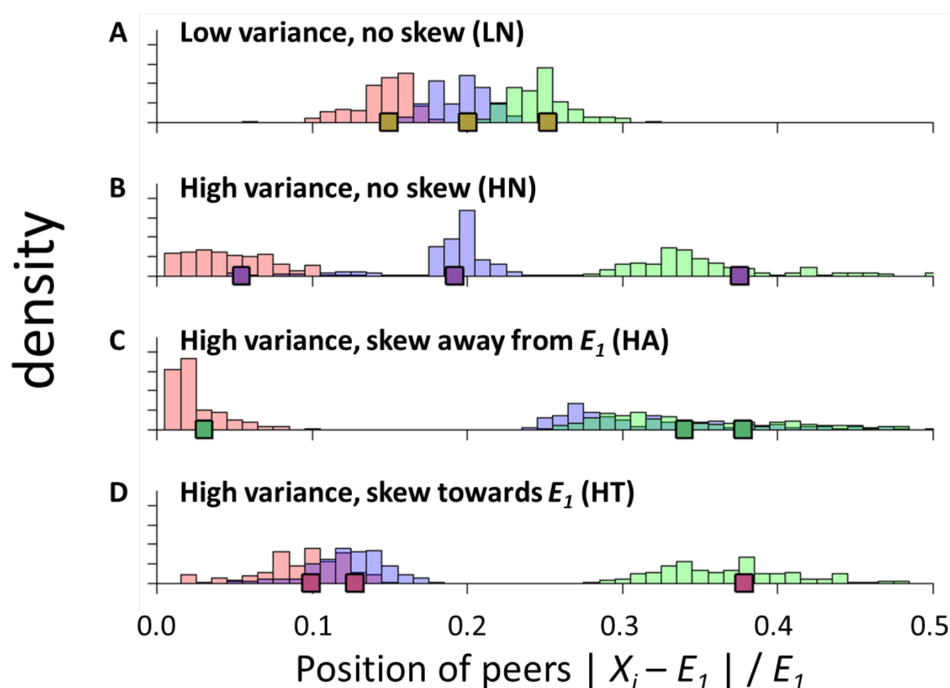 A Low variance, no skew (LN)
B High variance, no skew (HN)
C High variance, skew away from E₁ (HA)
D High variance, skew towards E₁ (HT)
density
0.0 0.1 0.2 0.3 0.4 0.5
Position of peers | Xᵢ – E₁ | / E₁